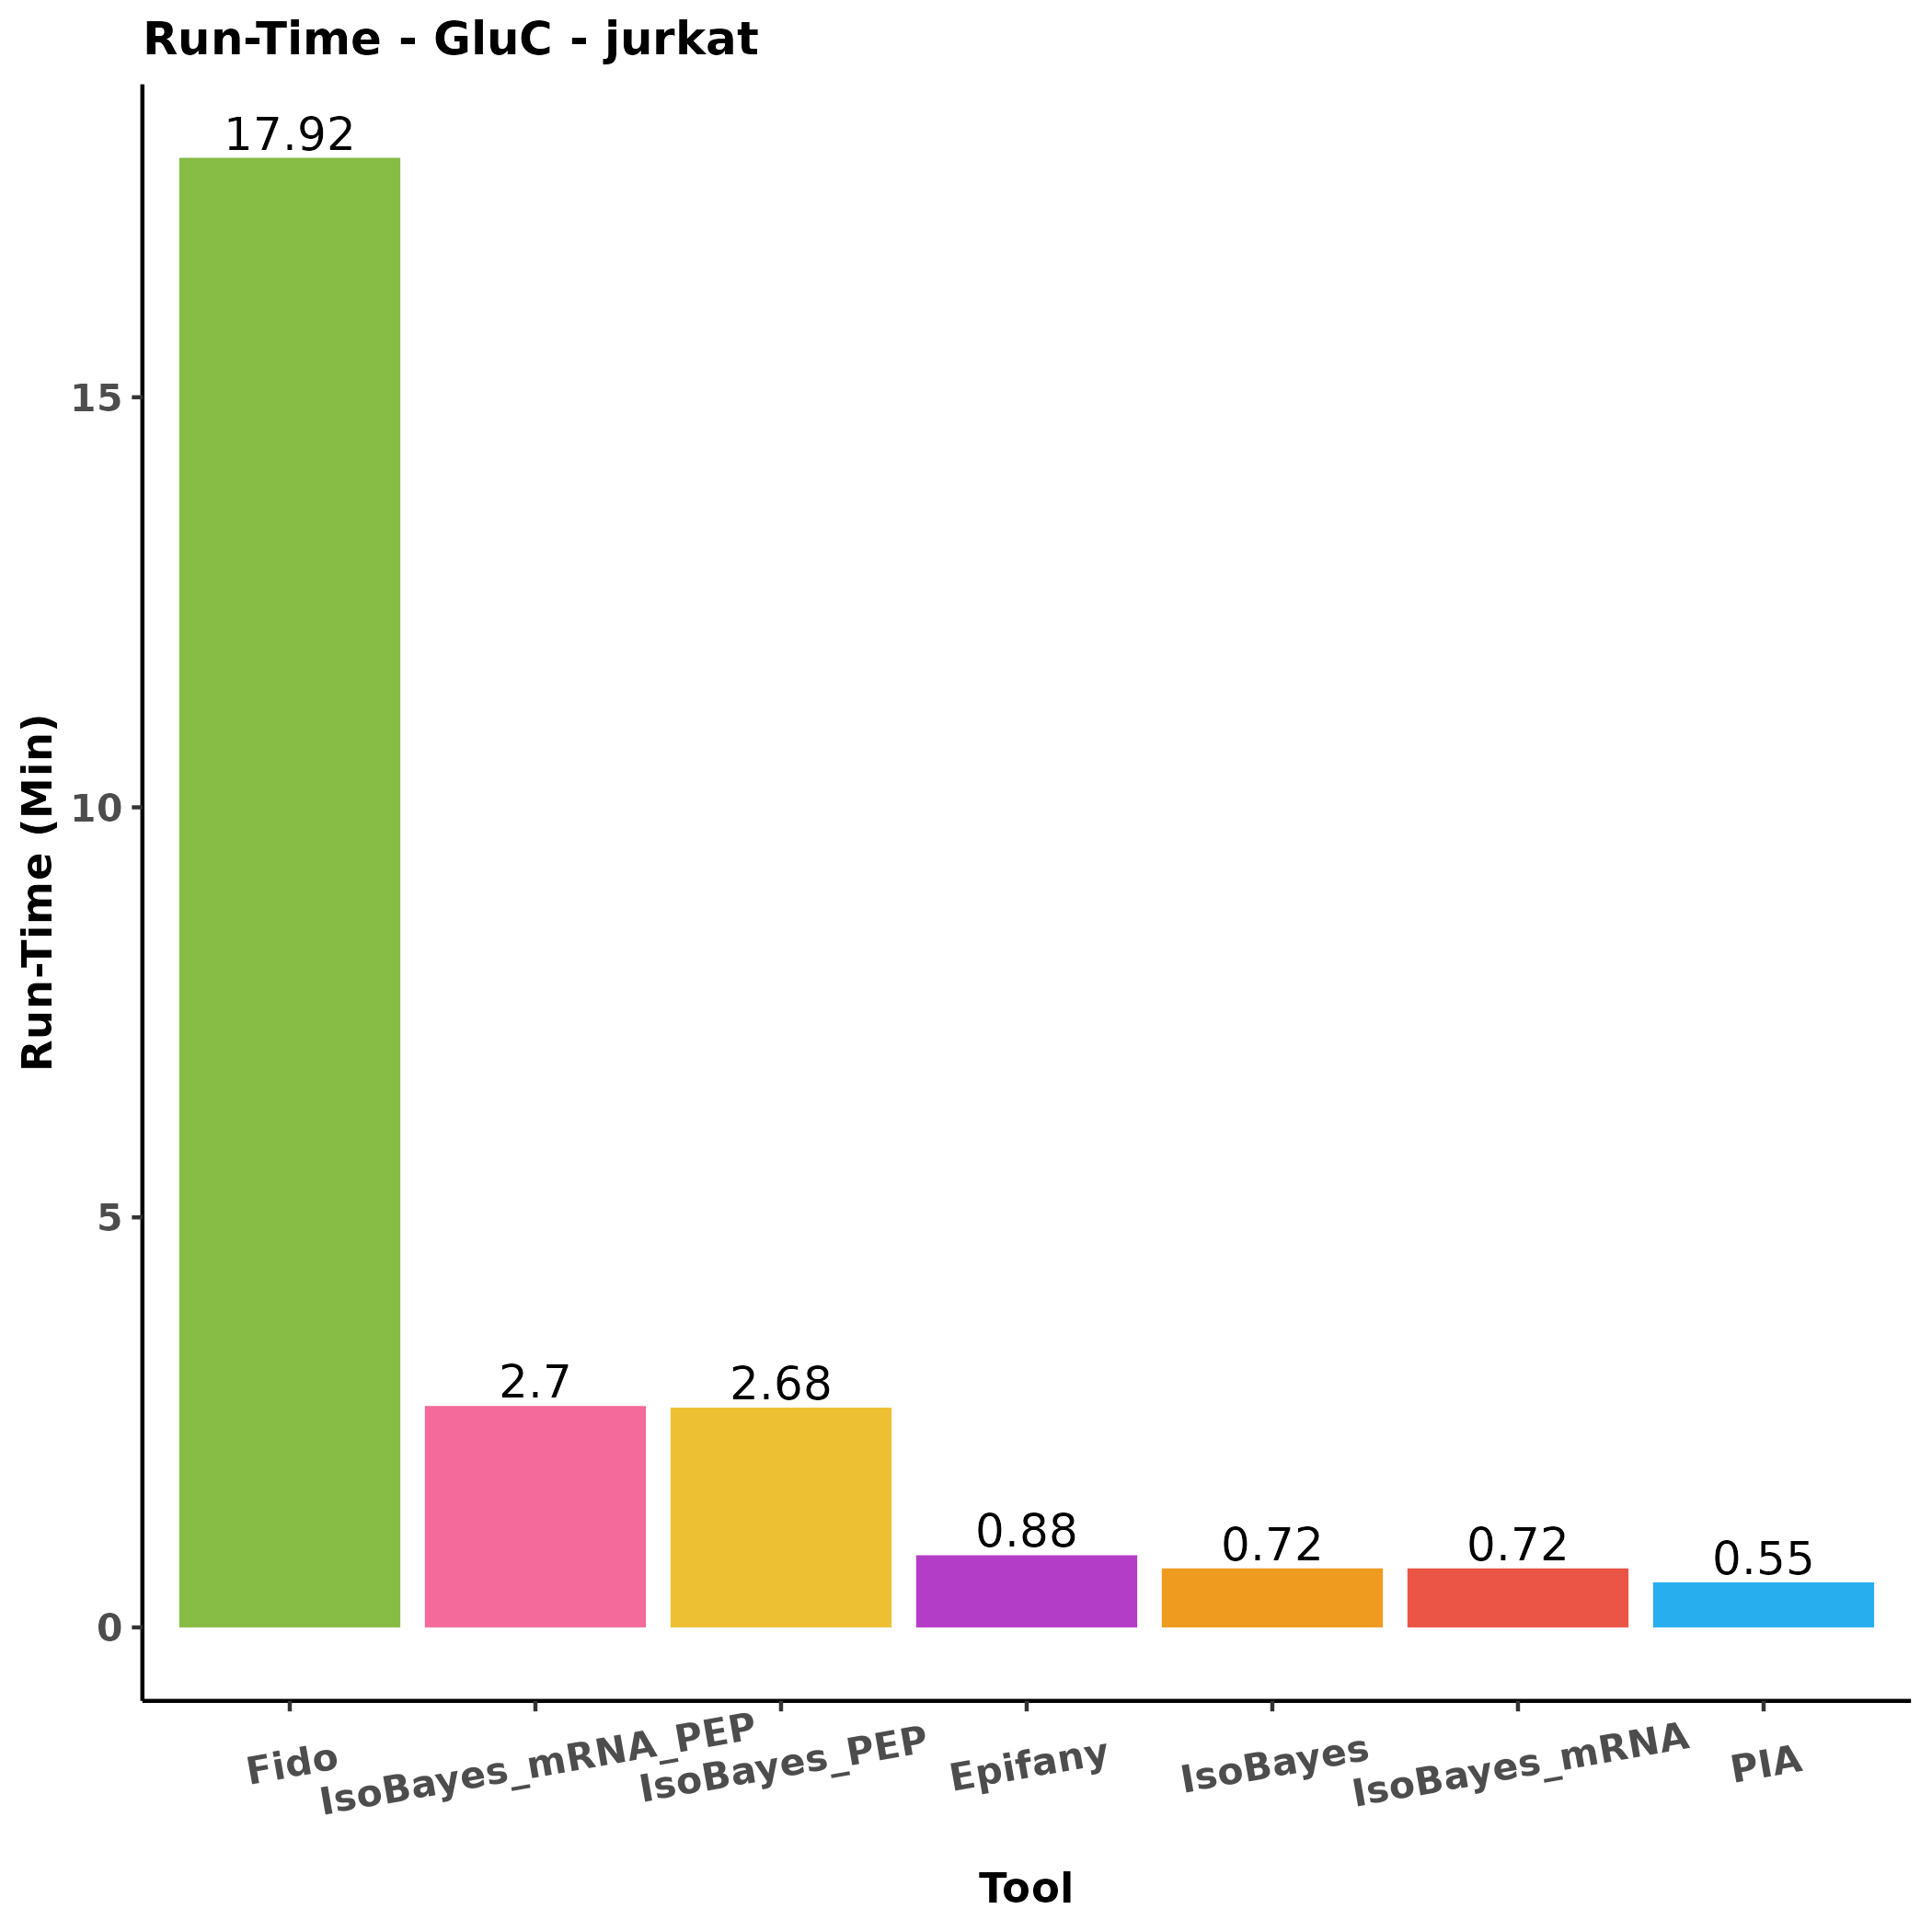 Run-Time - GluC - jurkat
17.92
15
10
5
0
Run-Time (Min)
2.7
2.68
0.88
0.72
0.72
0.55
Fido
IsoBayes_mRNA_PEP
IsoBayes_PEP
Epifany
IsoBayes
IsoBayes_mRNA
PIA
Tool